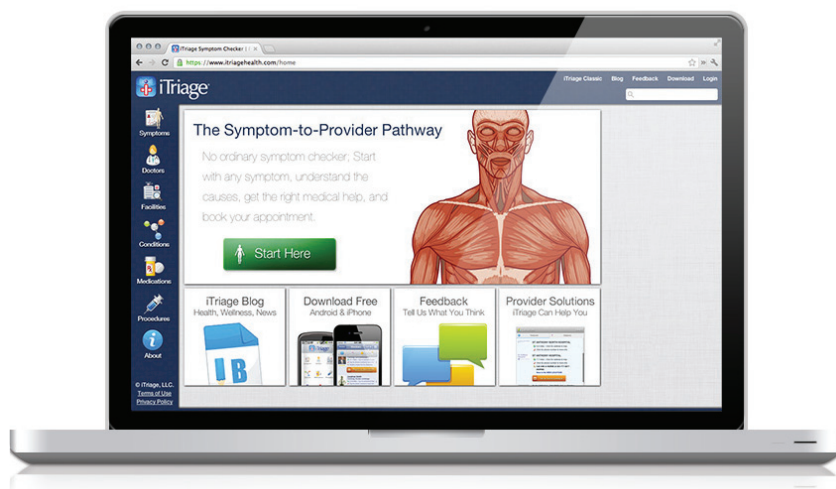 iTriage Symptom Checker |
https://www.itriagehealth.com/home
iTriage
iTriage Classic Blog Feedback Download Login
Symptoms
Doctors
Facilities
Conditions
Medications
Procedures
About
© iTriage, LLC.
Terms of Use
Privacy Policy
The Symptom-to-Provider Pathway
No ordinary symptom checker; Start
with any symptom, understand the
causes, get the right medical help, and
book your appointment.
Start Here
iTriage Blog
Health, Wellness, News
IB
Download Free
Android & iPhone
Feedback
Tell Us What You Think
Provider Solutions
iTriage Can Help You